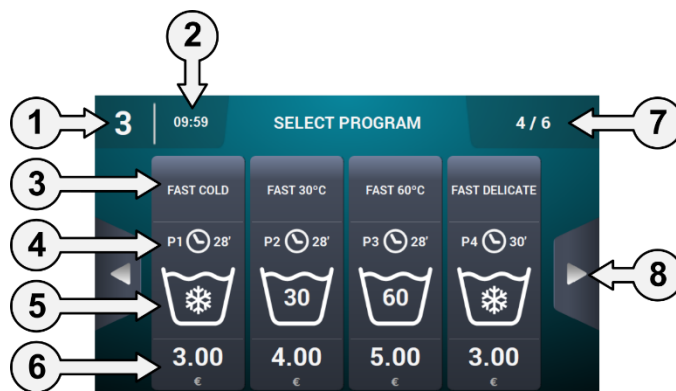 2
1
3 09:59 SELECT PROGRAM 4 / 6
7
3
FAST COLD FAST 30ºC FAST 60ºC FAST DELICATE
4
P1 28' P2 28' P3 28' P4 30'
8
5
30 60
6
3.00 4.00 5.00 3.00
€ € € €